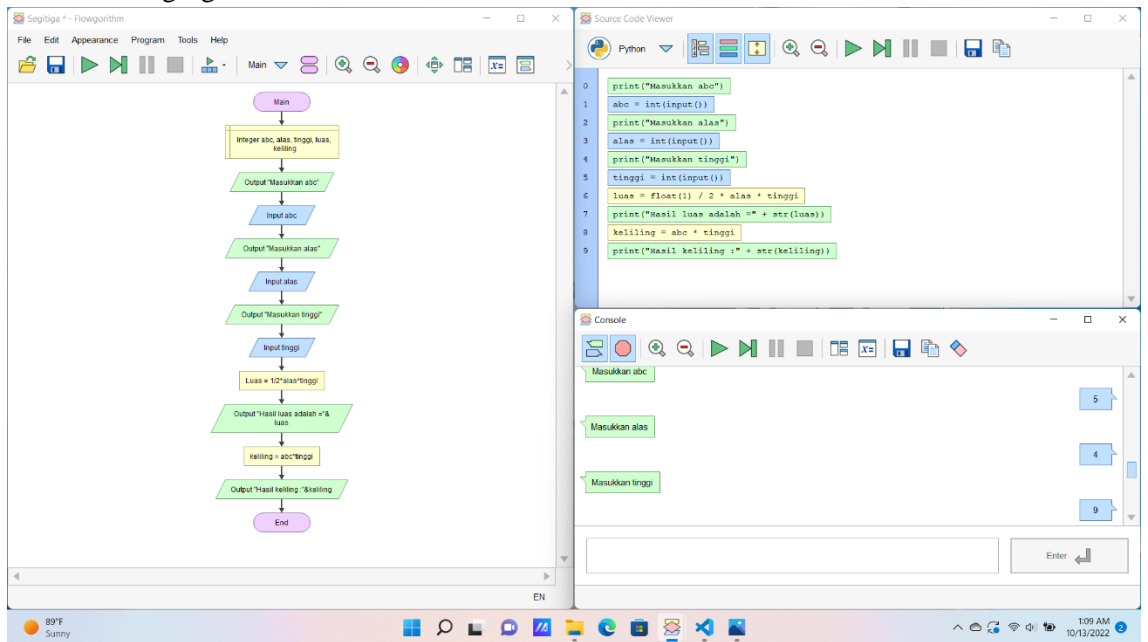 Segitiga * - Flowgorithm
File Edit Appearance Program Tools Help
Main
Main
Integer abc, alas, tinggi, luas,
keliling
Output "Masukkan abc"
Input abc
Output "Masukkan alas"
Input alas
Output "Masukkan tinggi"
Input tinggi
Luas = 1/2*alas*tinggi
Output "Hasil luas adalah ="&
luas
keliling = abc*tinggi
Output "Hasil keliling :"&keliling
End
EN
Source Code Viewer
Python
0 print("Masukkan abc")
1 abc = int(input())
2 print("Masukkan alas")
3 alas = int(input())
4 print("Masukkan tinggi")
5 tinggi = int(input())
6 luas = float(1) / 2 * alas * tinggi
7 print("Hasil luas adalah =" + str(luas))
8 keliling = abc * tinggi
9 print("Hasil keliling :" + str(keliling))
Console
Masukkan abc
5
Masukkan alas
4
Masukkan tinggi
9
Enter
89°F
Sunny
1:09 AM
10/13/2022
2